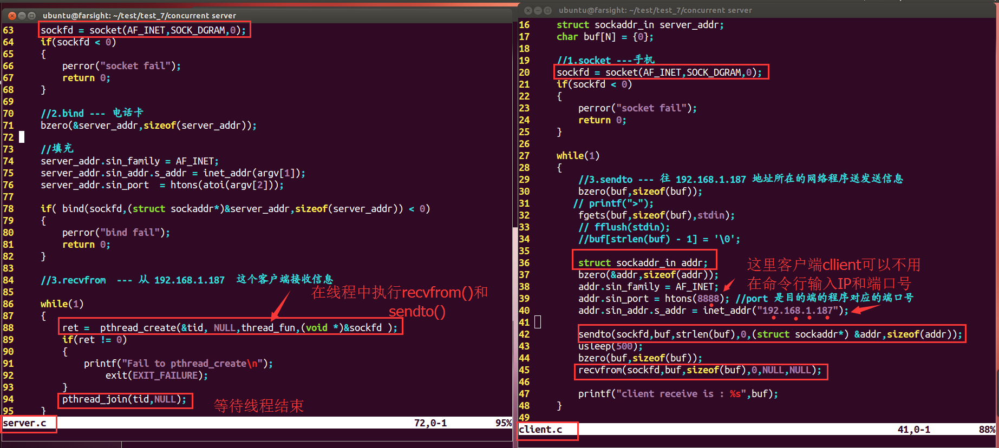 ubuntu@farsight: ~/test/test_7/concurrent server
63 sockfd = socket(AF_INET,SOCK_DGRAM,0);
64 if(sockfd < 0)
65 {
66 perror("socket fail");
67 return 0;
68 }
69
70 //2.bind --- 电话卡
71 bzero(&server_addr,sizeof(server_addr));
72
73 //填充
74 server_addr.sin_family = AF_INET;
75 server_addr.sin_addr.s_addr = inet_addr(argv[1]);
76 server_addr.sin_port  = htons(atoi(argv[2]));
77
78 if( bind(sockfd,(struct sockaddr*)&server_addr,sizeof(server_addr)) < 0)
79 {
80 perror("bind fail");
81 return 0;
82 }
83
84 //3.recvfrom  --- 从 192.168.1.187  这个客户端接收信息
85
在线程中执行recvfrom()和
sendto()
86 while(1)
87 {
88 ret =  pthread_create(&tid, NULL,thread_fun,(void *)&sockfd );
89 if(ret != 0)
90 {
91 printf("Fail to pthread_create\n");
92 exit(EXIT_FAILURE);
93 }
94 pthread_join(tid,NULL);
等待线程结束
95 }
server.c 72,0-1 95%
ubuntu@farsight: ~/test/test_7/concurrent server
16 struct sockaddr_in server_addr;
17 char buf[N] = {0};
18
19 //1.socket ---手机
20 sockfd = socket(AF_INET,SOCK_DGRAM,0);
21 if(sockfd < 0)
22 {
23 perror("socket fail");
24 return 0;
25 }
26
27 while(1)
28 {
29 //3.sendto --- 往 192.168.1.187 地址所在的网络程序送发送信息
30 bzero(buf,sizeof(buf));
31 // printf(">");
32 fgets(buf,sizeof(buf),stdin);
33 // fflush(stdin);
34 //buf[strlen(buf) - 1] = '\0';
35
36 struct sockaddr_in addr;
这里客户端cllient可以不用
在命令行输入IP和端口号
37 bzero(&addr,sizeof(addr));
38 addr.sin_family = AF_INET;
39 addr.sin_port = htons(8888); //port 是目的端的程序对应的端口号
40 addr.sin_addr.s_addr = inet_addr("192.168.1.187");
41
42 sendto(sockfd,buf,strlen(buf),0,(struct sockaddr*) &addr,sizeof(addr));
43 usleep(500);
44 bzero(buf,sizeof(buf));
45 recvfrom(sockfd,buf,sizeof(buf),0,NULL,NULL);
46
47 printf("client receive is : %s",buf);
48 }
49
client.c 41,0-1 88%